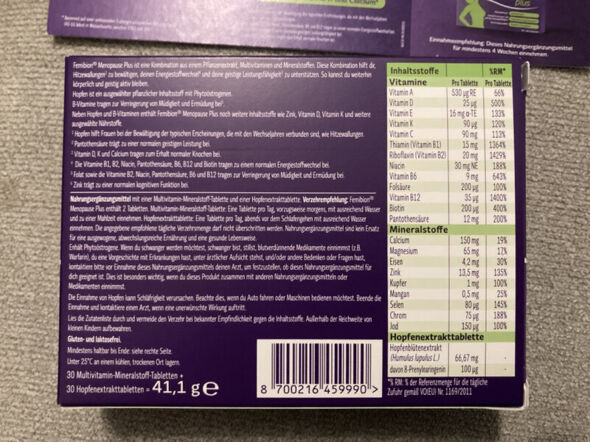 Einnahmeempfehlung: Dieses Nahrungsergänzungsmittel
für mindestens 4 Wochen einnehmen.
Femibion® Menopause Plus ist eine Kombination aus einem Pflanzenextrakt, Multivitaminen und Mineralstoffen. Diese Kombination hilft dir,
Hitzewallungen¹ zu bewältigen, deinen Energiestoffwechsel⁴ und deine geistige Leistungsfähigkeit² zu unterstützen. So kannst du weiterhin
körperlich und geistig aktiv bleiben.
Hopfen ist ein ausgewählter pflanzlicher Inhaltsstoff mit Phytoöstrogenen.
B-Vitamine tragen zur Verringerung von Müdigkeit und Ermüdung bei⁵.
Neben Hopfen und B-Vitaminen enthält Femibion® Menopause Plus noch weitere Inhaltsstoffe wie Zink, Vitamin D, Vitamin K und weitere
ausgewählte Nährstoffe.
¹ Hopfen hilft Frauen bei der Bewältigung der typischen Erscheinungen, die mit den Wechseljahren verbunden sind, wie Hitzewallungen.
² Pantothensäure trägt zu einer normalen geistigen Leistung bei.
³ Vitamin D, K und Calcium tragen zum Erhalt normaler Knochen bei.
⁴ Die Vitamine B1, B2, Niacin, Pantothensäure, B6, B12 und Biotin tragen zu einem normalen Energiestoffwechsel bei.
⁵ Folat sowie die Vitamine B2, Niacin, Pantothensäure, B6 und B12 tragen zur Verringerung von Müdigkeit und Ermüdung bei
⁶ Zink trägt zu einer normalen kognitiven Funktion bei.
Nahrungsergänzungsmittel mit einer Multivitamin-Mineralstoff-Tablette und einer Hopfenextrakttablette. Verzehrempfehlung: Femibion®
Menopause Plus enthält 2 Tabletten. Multivitamin-Mineralstoff-Tablette: Eine Tablette pro Tag, vorzugsweise morgens, mit ausreichend Wasser
und zu einer Mahlzeit einnehmen. Hopfenextrakttablette: Eine Tablette pro Tag, abends vor dem Schlafengehen mit ausreichend Wasser
einnehmen. Die angegebene empfohlene tägliche Verzehrmenge darf nicht überschritten werden. Nahrungsergänzungsmittel sind kein Ersatz
für eine ausgewogene, abwechslungsreiche Ernährung und eine gesunde Lebensweise.
Enthält Phytoöstrogene. Wenn du schwanger werden möchtest, schwanger bist, stillst, blutverdünnende Medikamente einnimmst (z.B.
Warfarin), du eine Vorgeschichte mit Erkrankungen hast, unter ärztlicher Aufsicht stehst, und/oder andere Bedenken oder Fragen hast,
kontaktiere bitte vor Einnahme dieses Nahrungsergänzungsmittels deinen Arzt, um festzustellen, ob dieses Nahrungsergänzungsmittel für
dich geeignet ist. Dies ist besonders wichtig, wenn du dieses Produkt zusammen mit anderen Nahrungsergänzungsmitteln oder
Medikamenten einnimmst.
Die Einnahme von Hopfen kann Schläfrigkeit verursachen. Beachte dies, wenn du Auto fahren oder Maschinen bedienen möchtest. Beende die
Einnahme und kontaktiere einen Arzt, wenn eine unerwünschte Wirkung auftritt.
Lies die Zutatenliste durch und vermeide den Verzehr bei bekannter Empfindlichkeit gegen die Inhaltsstoffe. Außerhalb der Reichweite von
kleinen Kindern aufbewahren.
Gluten- und laktosefrei.
Mindestens haltbar bis Ende: siehe rechte Seite.
Unter 25°C an einem kühlen, trockenen Ort lagern.
30 Multivitamin-Mineralstoff-Tabletten +
30 Hopfenextrakttabletten = 41,1 g e
8 700216 459990 >
Inhaltsstoffe %RM*
Vitamine Pro Tablette Pro Tablette
Vitamin A 530 µg RE 66%
Vitamin D 25 µg 500%
Vitamin E 16 mg α-TE 133%
Vitamin K 90 µg 120%
Vitamin C 90 mg 113%
Thiamin (Vitamin B1) 15 mg 1364%
Riboflavin (Vitamin B2) 20 mg 1429%
Niacin 30 mg NE 188%
Vitamin B6 9 mg 643%
Folsäure 200 µg 100%
Vitamin B12 35 µg 1400%
Biotin 200 µg 400%
Pantothensäure 12 mg 200%
Mineralstoffe
Calcium 150 mg 19%
Magnesium 65 mg 17%
Eisen 4,2 mg 30%
Zink 13,5 mg 135%
Kupfer 1 mg 100%
Mangan 0,5 mg 25%
Selen 80 µg 145%
Chrom 75 µg 188%
Iod 150 µg 100%
Hopfenextrakttablette
Hopfenblütenextrakt
(Humulus lupulus L.) 66,67 mg -
davon 8-Prenylnaringenin 100 µg -
*% RM: % der Referenzmenge für die tägliche
Zufuhr gemäß VO(EU) Nr. 1169/2011